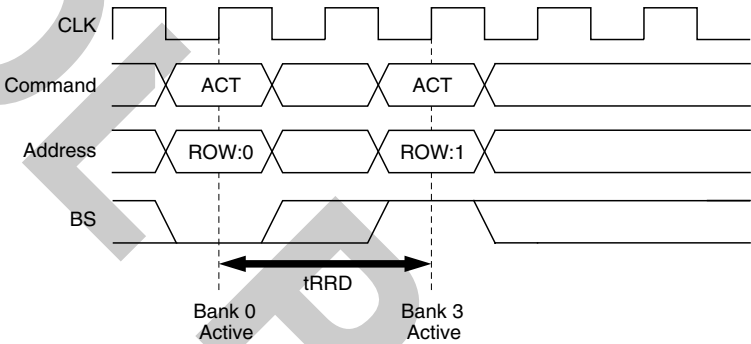 CLK
Command ACT ACT
Address ROW:0 ROW:1
BS
tRRD
Bank 0 Bank 3
Active Active